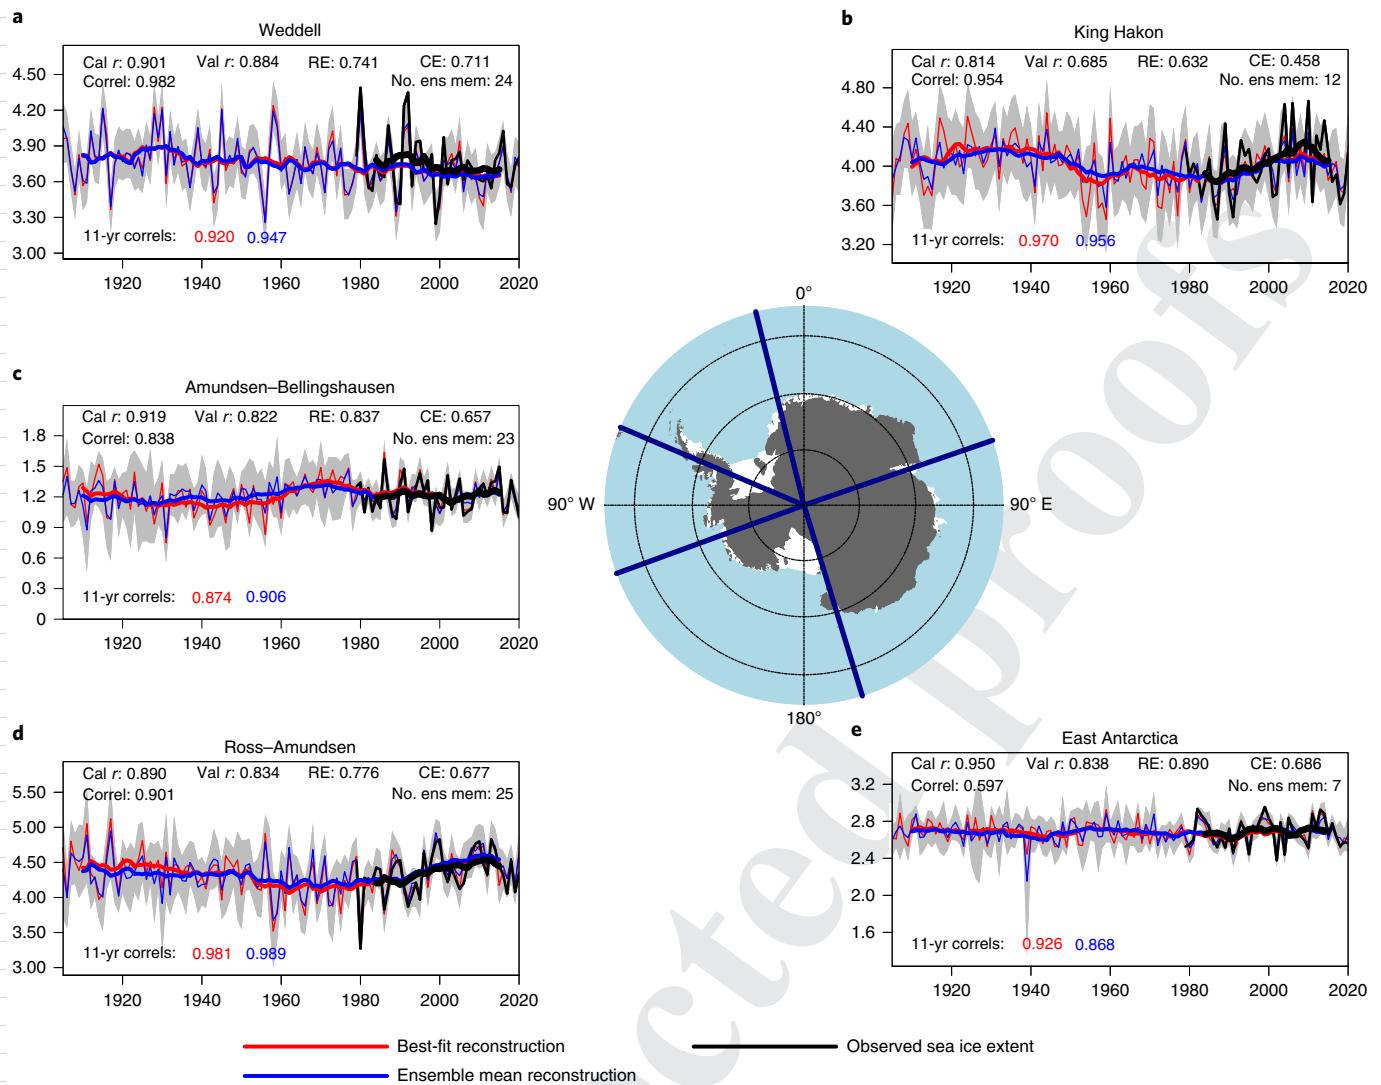 a
Weddell
Cal r: 0.901 Val r: 0.884 RE: 0.741 CE: 0.711
Correl: 0.982 No. ens mem: 24
4.50
4.20
3.90
3.60
3.30
3.00
11-yr correls: 0.920 0.947
1920 1940 1960 1980 2000 2020
b
King Hakon
Cal r: 0.814 Val r: 0.685 RE: 0.632 CE: 0.458
Correl: 0.954 No. ens mem: 12
4.80
4.40
4.00
3.60
3.20
11-yr correls: 0.970 0.956
1920 1940 1960 1980 2000 2020
0°
90° W
90° E
180°
c
Amundsen–Bellingshausen
Cal r: 0.919 Val r: 0.822 RE: 0.837 CE: 0.657
Correl: 0.838 No. ens mem: 23
1.8
1.5
1.2
0.9
0.6
0.3
0
11-yr correls: 0.874 0.906
1920 1940 1960 1980 2000 2020
d
Ross–Amundsen
Cal r: 0.890 Val r: 0.834 RE: 0.776 CE: 0.677
Correl: 0.901 No. ens mem: 25
5.50
5.00
4.50
4.00
3.50
3.00
11-yr correls: 0.981 0.989
1920 1940 1960 1980 2000 2020
e
East Antarctica
Cal r: 0.950 Val r: 0.838 RE: 0.890 CE: 0.686
Correl: 0.597 No. ens mem: 7
3.2
2.8
2.4
2.0
1.6
11-yr correls: 0.926 0.868
1920 1940 1960 1980 2000 2020
Best-fit reconstruction
Observed sea ice extent
Ensemble mean reconstruction
cted proofs